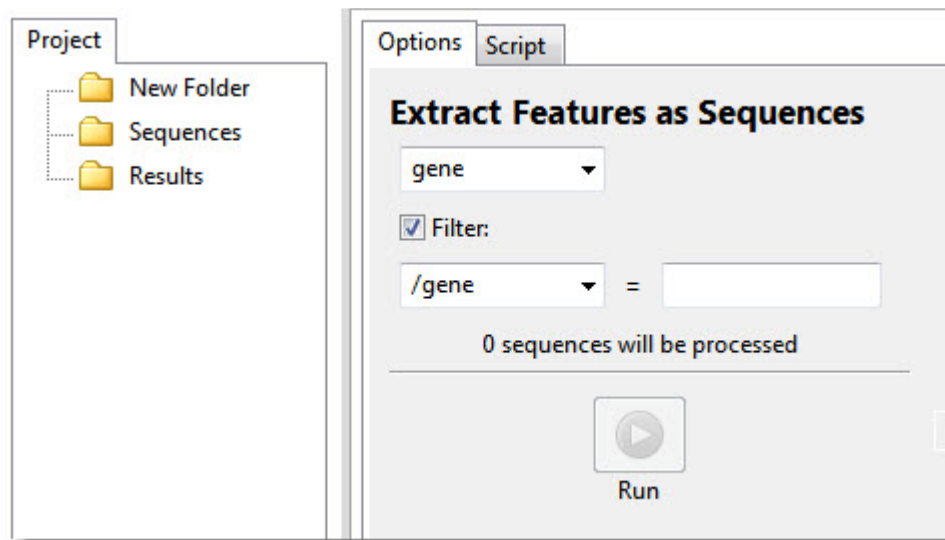 Project
New Folder
Sequences
Results
Options
Script
Extract Features as Sequences
gene
Filter:
/gene =
0 sequences will be processed
Run